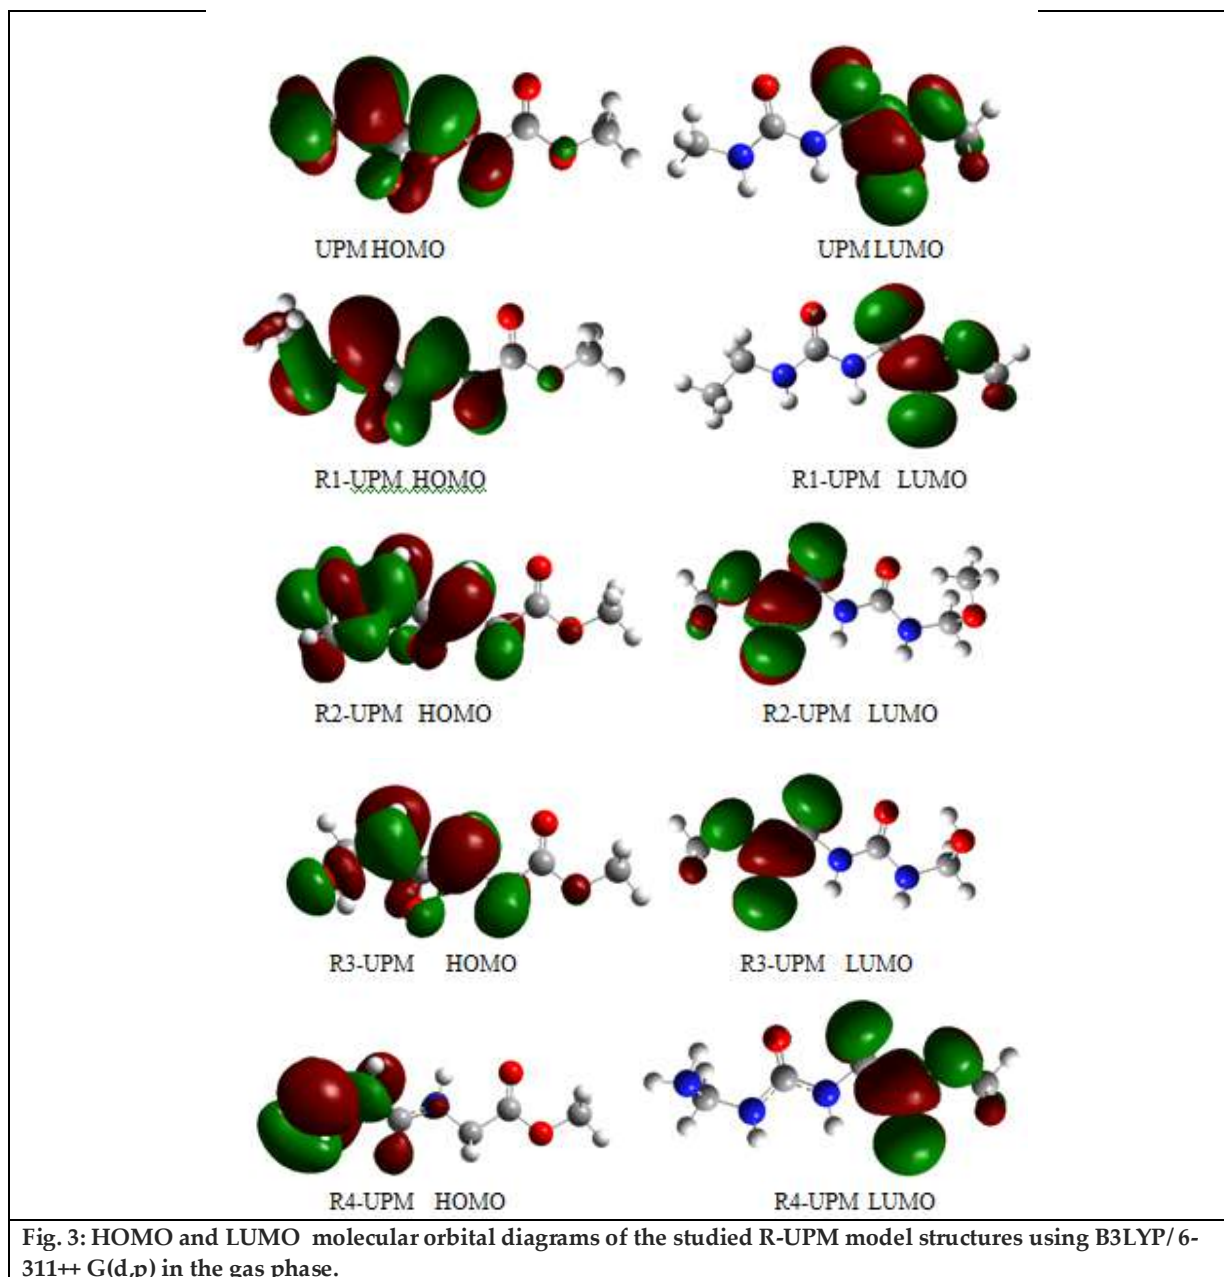 UPM HOMO UPM LUMO
R1-UPM HOMO R1-UPM LUMO
R2-UPM HOMO R2-UPM LUMO
R3-UPM HOMO R3-UPM LUMO
R4-UPM HOMO R4-UPM LUMO
Fig. 3: HOMO and LUMO molecular orbital diagrams of the studied R-UPM model structures using B3LYP/6-
311++ G(d,p) in the gas phase.